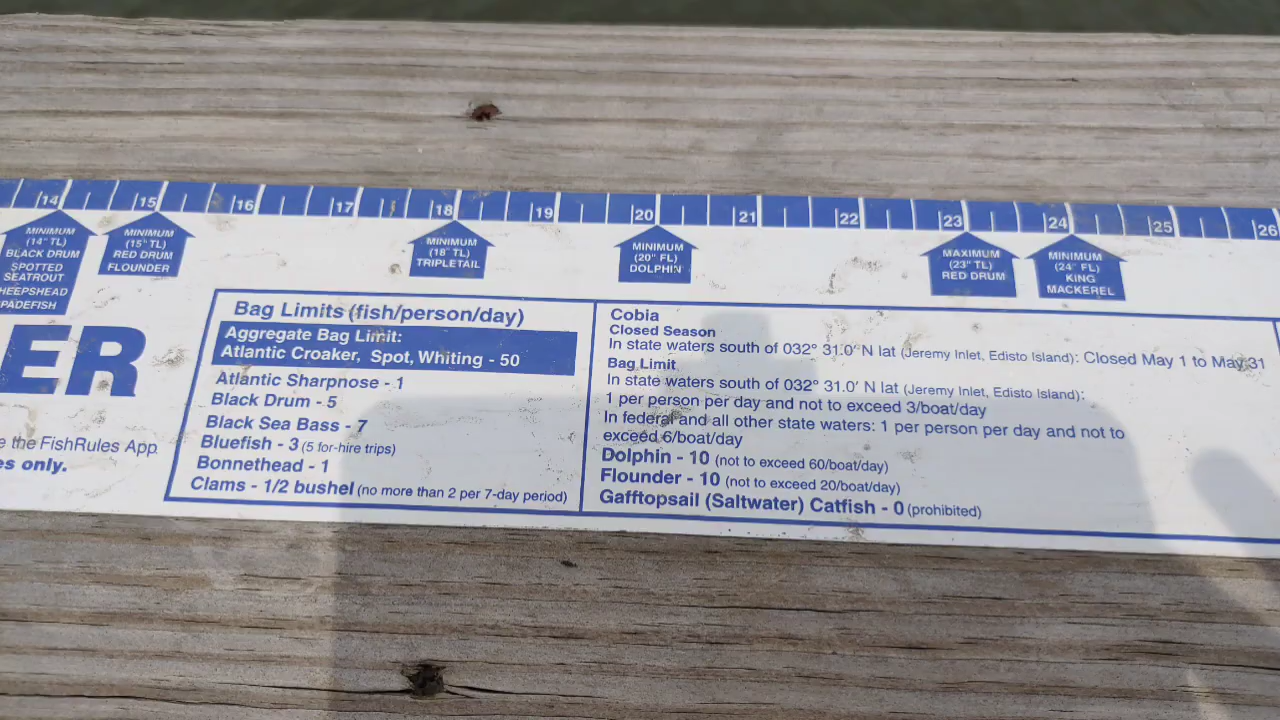 14 15 16 17 18 19 20 21 22 23 24 25 26
MINIMUM
(14" TL)
BLACK DRUM
SPOTTED
SEATROUT
HEEPSHEAD
PADEFISH
MINIMUM
(15" TL)
RED DRUM
FLOUNDER
MINIMUM
(18" TL)
TRIPLETAIL
MINIMUM
(20" FL)
DOLPHIN
MAXIMUM
(23" TL)
RED DRUM
MINIMUM
(24" FL)
KING
MACKEREL
ER
e the FishRules App
es only.
Bag Limits (fish/person/day)
Aggregate Bag Limit:
Atlantic Croaker, Spot, Whiting - 50
Atlantic Sharpnose - 1
Black Drum - 5
Black Sea Bass - 7
Bluefish - 3 (5 for-hire trips)
Bonnethead - 1
Clams - 1/2 bushel (no more than 2 per 7-day period)
Cobia
Closed Season
In state waters south of 032° 31.0' N lat (Jeremy Inlet, Edisto Island): Closed May 1 to May 31
Bag Limit
In state waters south of 032° 31.0' N lat (Jeremy Inlet, Edisto Island):
1 per person per day and not to exceed 3/boat/day
In federal and all other state waters: 1 per person per day and not to
exceed 6/boat/day
Dolphin - 10 (not to exceed 60/boat/day)
Flounder - 10 (not to exceed 20/boat/day)
Gafftopsail (Saltwater) Catfish - 0 (prohibited)